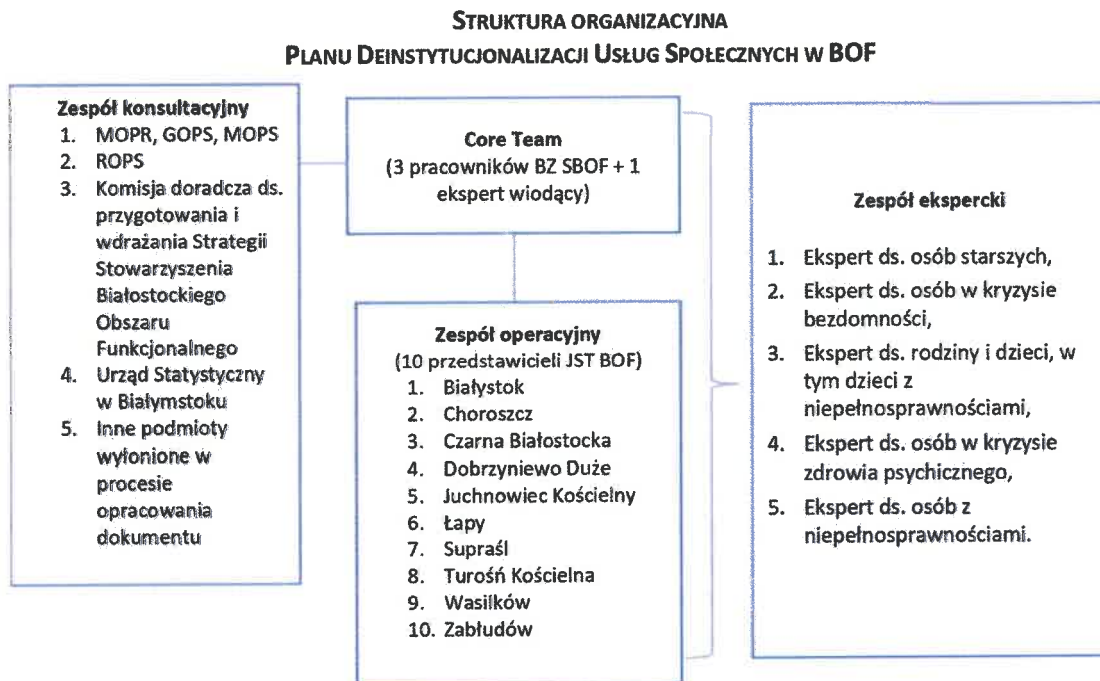 STRUKTURA ORGANIZACYJNA
PLANU DEINSTYTUCJONALIZACJI USŁUG SPOŁECZNYCH W BOF
Zespół konsultacyjny
1. MOPR, GOPS, MOPS
2. ROPS
3. Komisja doradcza ds.
przygotowania i
wdrażania Strategii
Stowarzyszenia
Białostockiego
Obszaru
Funkcjonalnego
4. Urząd Statystyczny
w Białymstoku
5. Inne podmioty
wyłonione w
procesie
opracowania
dokumentu
Core Team
(3 pracowników BZ SBOF + 1
ekspert wiodący)
Zespół operacyjny
(10 przedstawicieli JST BOF)
1. Białystok
2. Choroszcz
3. Czarna Białostocka
4. Dobrzyniewo Duże
5. Juchnowiec Kościelny
6. Łapy
7. Supraśl
8. Turośń Kościelna
9. Wasilków
10. Zabłudów
Zespół ekspercki
1. Ekspert ds. osób starszych,
2. Ekspert ds. osób w kryzysie
bezdomności,
3. Ekspert ds. rodziny i dzieci, w
tym dzieci z
niepełnosprawnościami,
4. Ekspert ds. osób w kryzysie
zdrowia psychicznego,
5. Ekspert ds. osób z
niepełnosprawnościami.